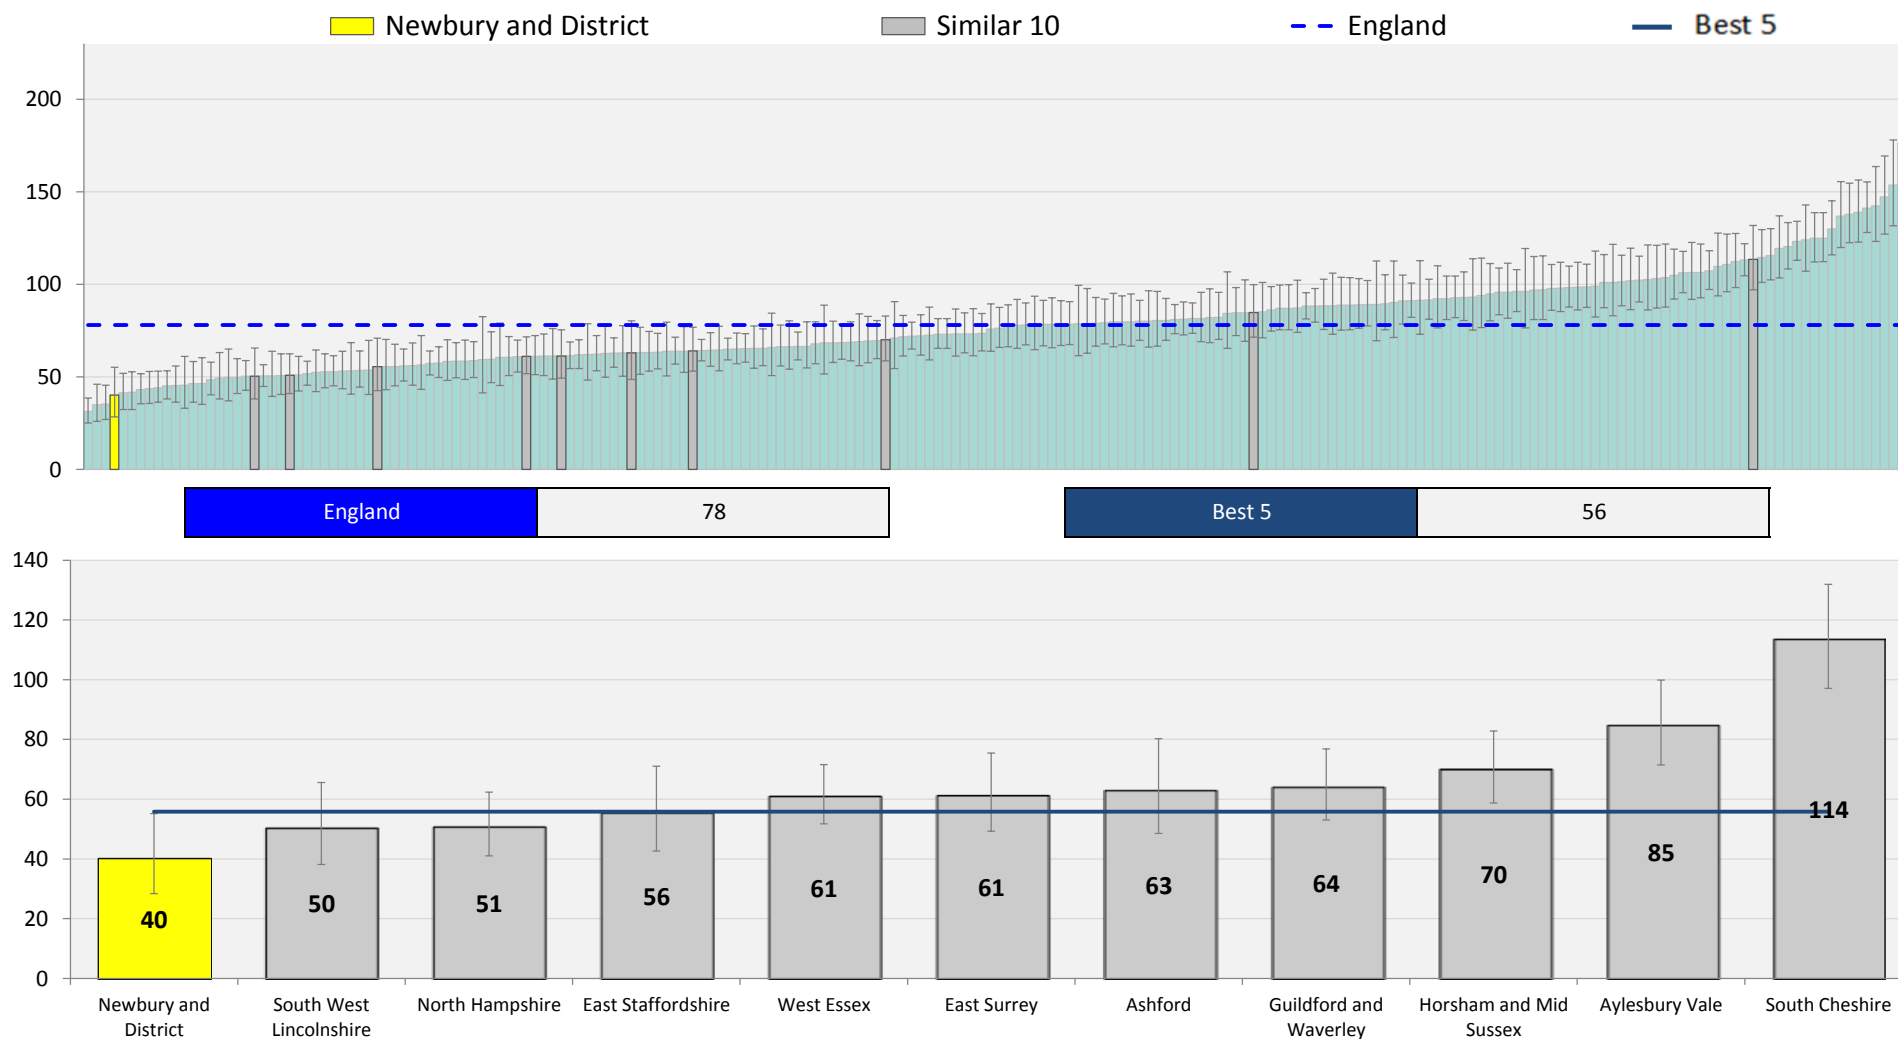 Newbury and District Similar 10 England Best 5
200
150
100
50
0
England 78 Best 5 56
140
120
100
80
60
40
20
0
40 50 51 56 61 61 63 64 70 85 114
Newbury and District
South West Lincolnshire
North Hampshire
East Staffordshire
West Essex
East Surrey
Ashford
Guildford and Waverley
Horsham and Mid Sussex
Aylesbury Vale
South Cheshire